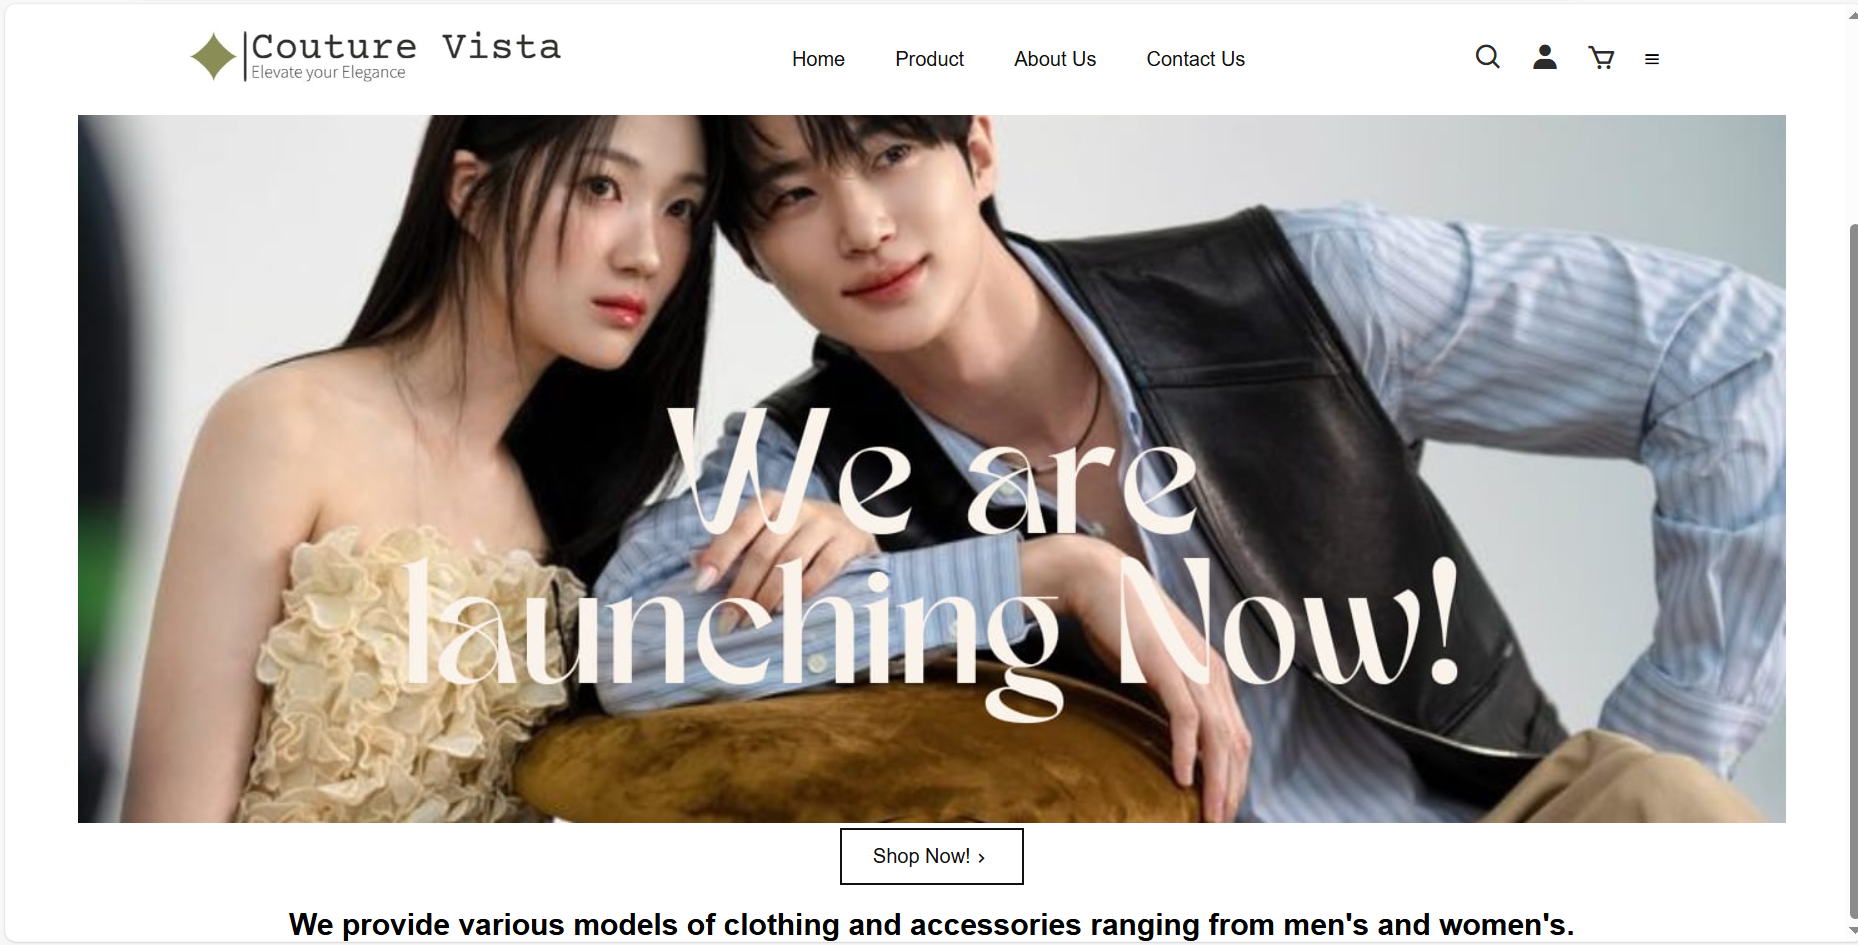 Couture Vista
Elevate your Elegance
Home
Product
About Us
Contact Us
We are
launching Now!
Shop Now! ›
We provide various models of clothing and accessories ranging from men's and women's.